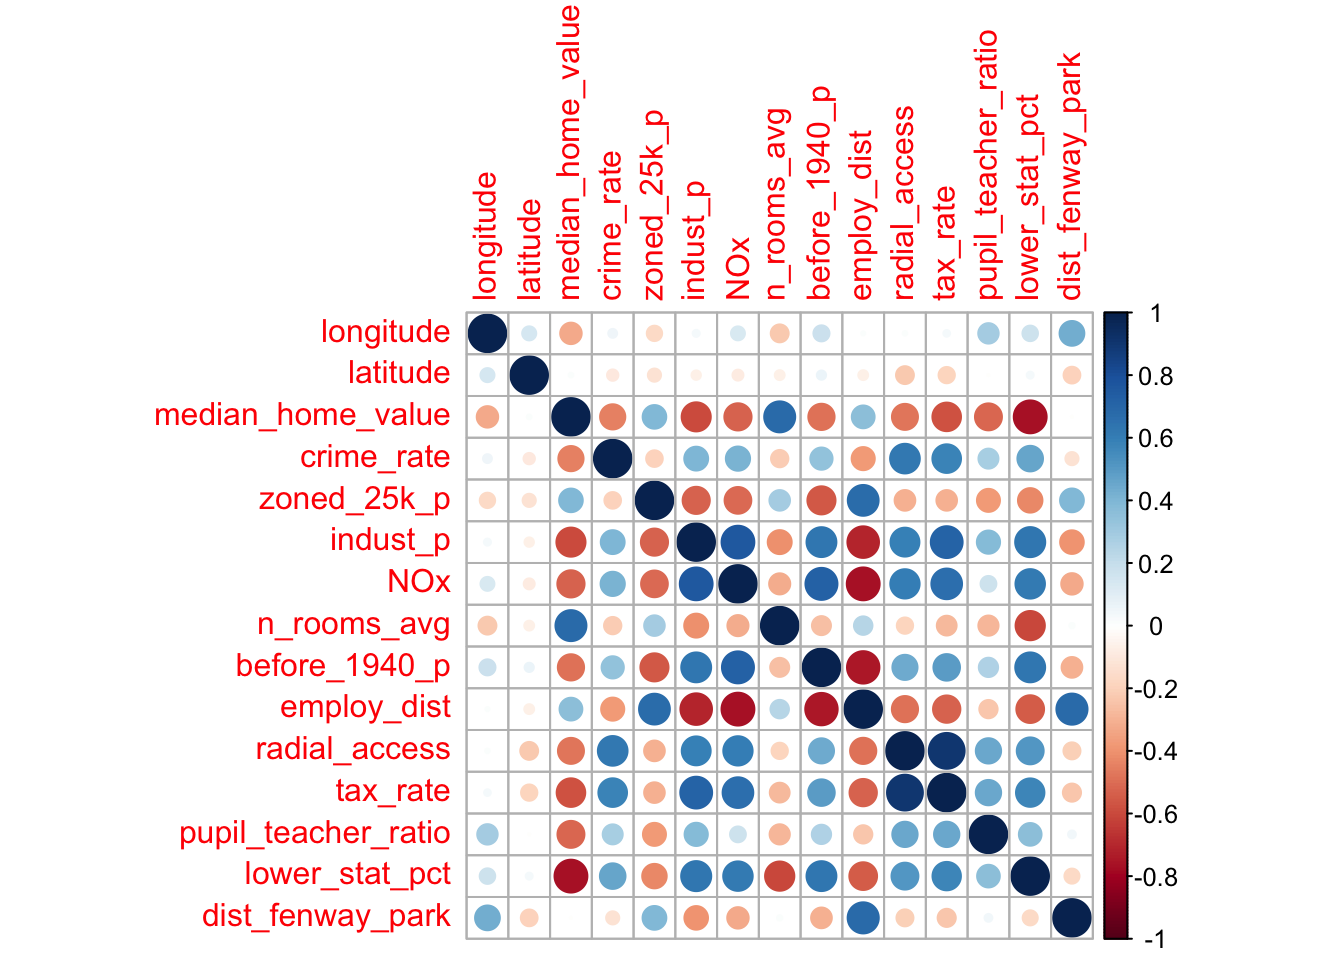 longitude
latitude
median_home_value
crime_rate
zoned_25k_p
indust_p
NOx
n_rooms_avg
before_1940_p
employ_dist
radial_access
tax_rate
pupil_teacher_ratio
lower_stat_pct
dist_fenway_park
longitude
latitude
median_home_value
crime_rate
zoned_25k_p
indust_p
NOx
n_rooms_avg
before_1940_p
employ_dist
radial_access
tax_rate
pupil_teacher_ratio
lower_stat_pct
dist_fenway_park
1
0.8
0.6
0.4
0.2
0
-0.2
-0.4
-0.6
-0.8
-1